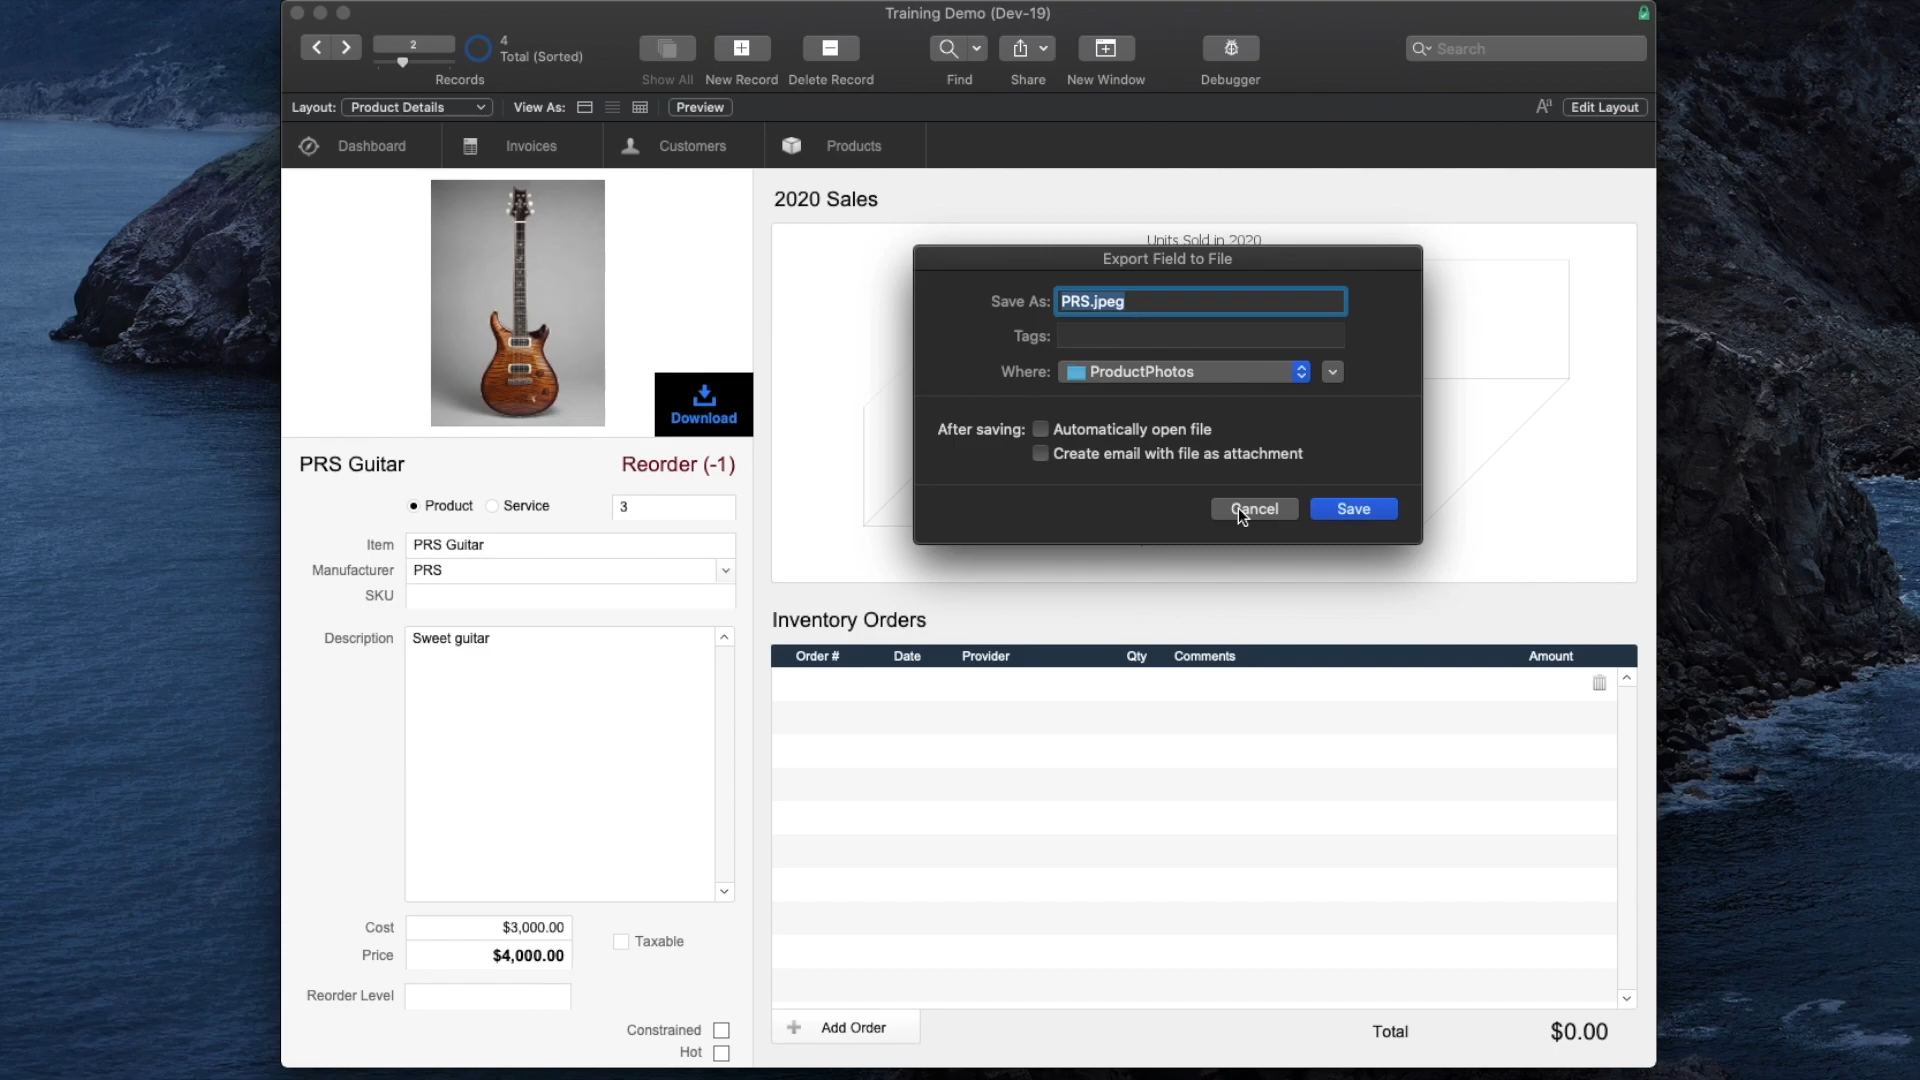 Training Demo (Dev-19)
2
4
Total (Sorted)
Records
Show All
New Record
Delete Record
Find
Share
New Window
Debugger
Search
Layout:
Product Details
View As:
Preview
Aa
Edit Layout
Dashboard
Invoices
Customers
Products
Download
PRS Guitar
Reorder (-1)
Product
Service
3
Item
PRS Guitar
Manufacturer
PRS
SKU
Description
Sweet guitar
Cost
$3,000.00
Price
$4,000.00
Taxable
Reorder Level
Constrained
Hot
2020 Sales
Units Sold in 2020
Export Field to File
Save As:
PRS.jpeg
Tags:
Where:
ProductPhotos
After saving:
Automatically open file
Create email with file as attachment
Cancel
Save
Inventory Orders
Order #
Date
Provider
Qty
Comments
Amount
Add Order
Total
$0.00